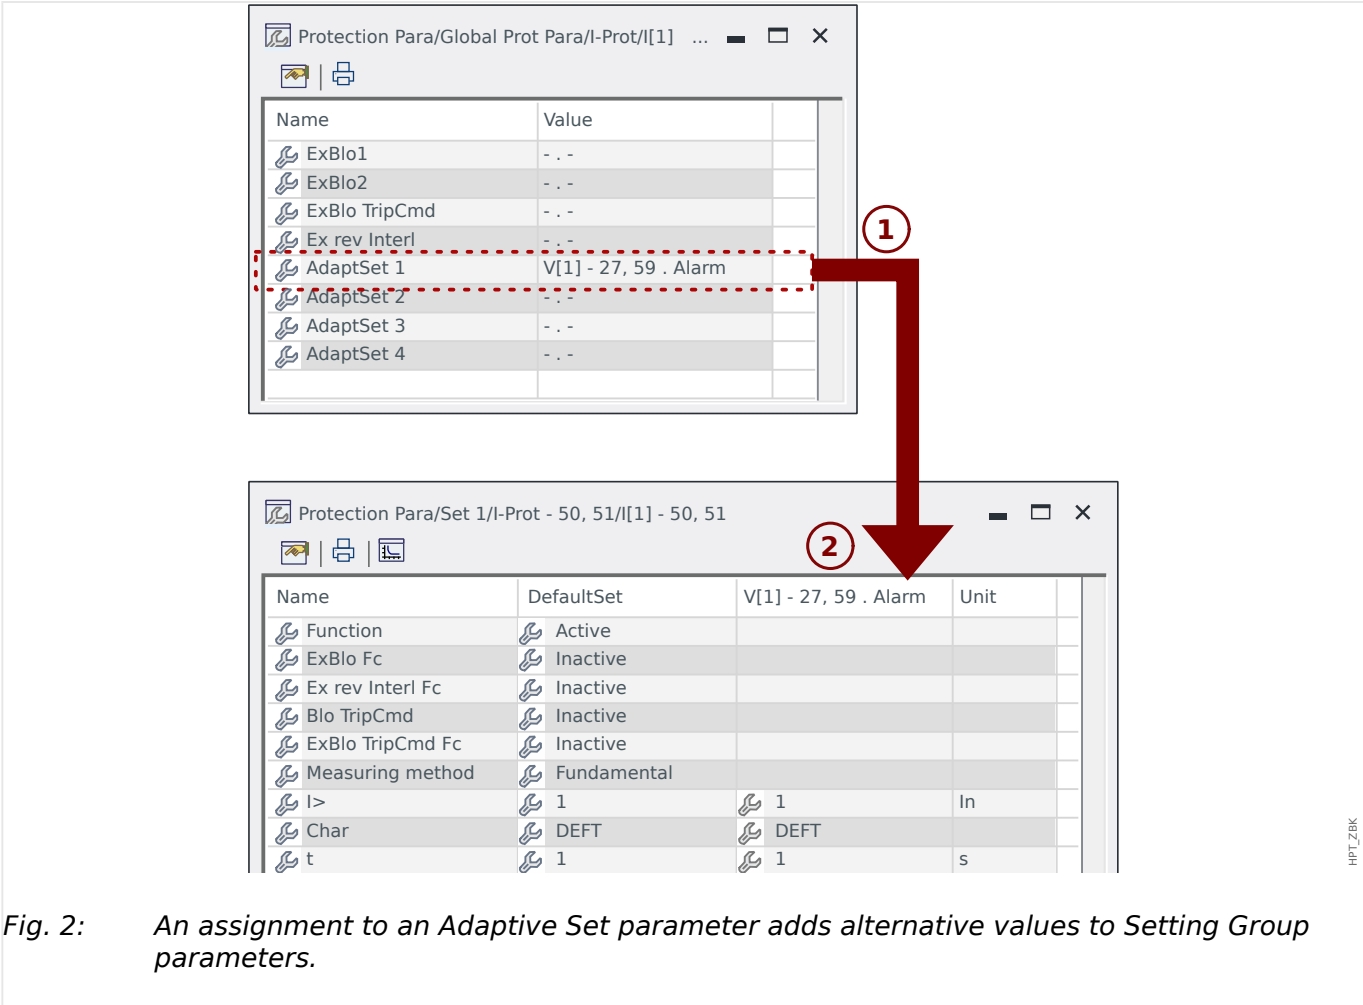 Protection Para/Global Prot Para/I-Prot/I[1] ...
Name Value
ExBlo1 - . -
ExBlo2 - . -
ExBlo TripCmd - . -
Ex rev Interl - . -
AdaptSet 1 V[1] - 27, 59 . Alarm
AdaptSet 2 - . -
AdaptSet 3 - . -
AdaptSet 4 - . -
1
Protection Para/Set 1/I-Prot - 50, 51/I[1] - 50, 51
2
Name DefaultSet V[1] - 27, 59 . Alarm Unit
Function Active
ExBlo Fc Inactive
Ex rev Interl Fc Inactive
Blo TripCmd Inactive
ExBlo TripCmd Fc Inactive
Measuring method Fundamental
I> 1 1 In
Char DEFT DEFT
t 1 1 s
HPT_ZBK
Fig. 2: An assignment to an Adaptive Set parameter adds alternative values to Setting Group
parameters.